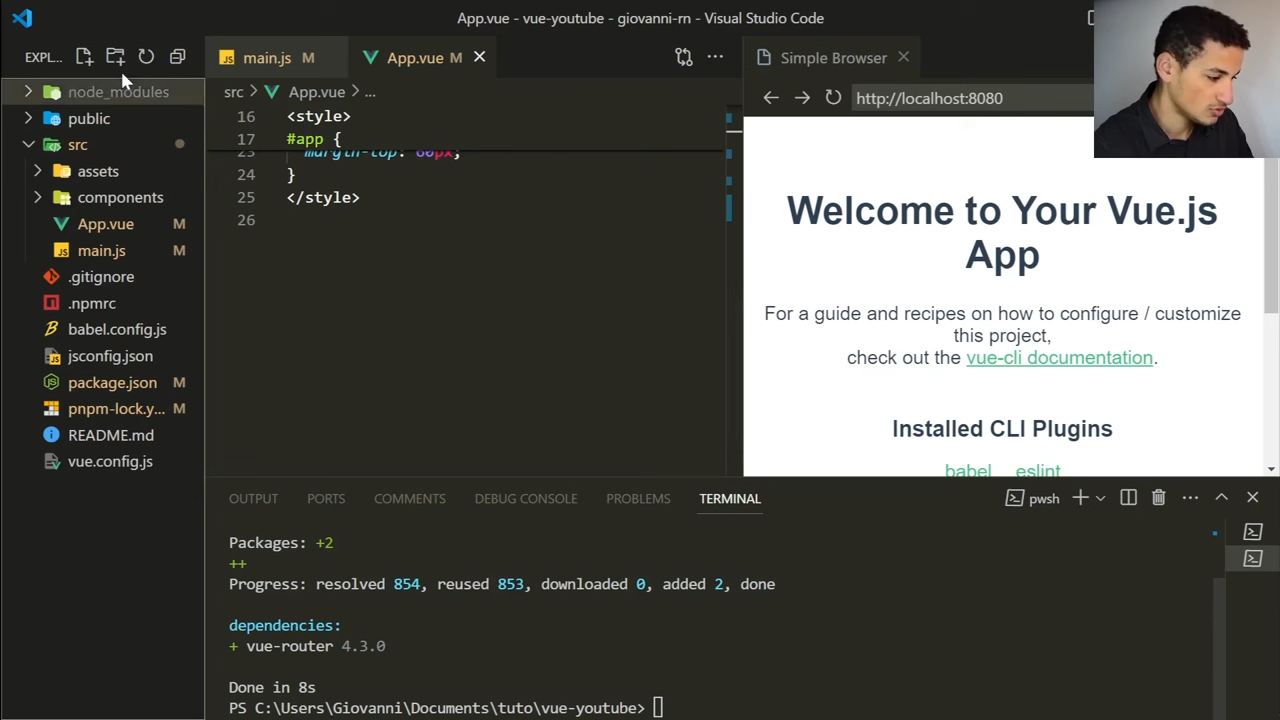 App.vue - vue-youtube - giovanni-rn - Visual Studio Code
EXPL...
main.js M
App.vue M
Simple Browser
node_modules
public
src
assets
components
App.vue M
main.js M
.gitignore
.npmrc
babel.config.js
jsconfig.json
package.json M
pnpm-lock.y... M
README.md
vue.config.js
src > App.vue > ...
16 <style>
17 #app {
23 margin-top: 60px;
24 }
25 </style>
26
http://localhost:8080
Welcome to Your Vue.js
App
For a guide and recipes on how to configure / customize
this project,
check out the vue-cli documentation.
Installed CLI Plugins
babel eslint
OUTPUT PORTS COMMENTS DEBUG CONSOLE PROBLEMS TERMINAL
pwsh
Packages: +2
++
Progress: resolved 854, reused 853, downloaded 0, added 2, done
dependencies:
+ vue-router 4.3.0
Done in 8s
PS C:\Users\Giovanni\Documents\tuto\vue-youtube>